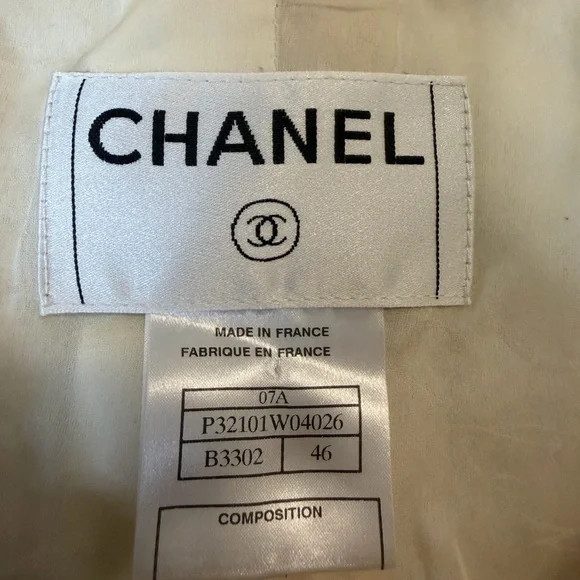 CHANEL
MADE IN FRANCE
FABRIQUE EN FRANCE
07A
P32101W04026
B3302 46
COMPOSITION